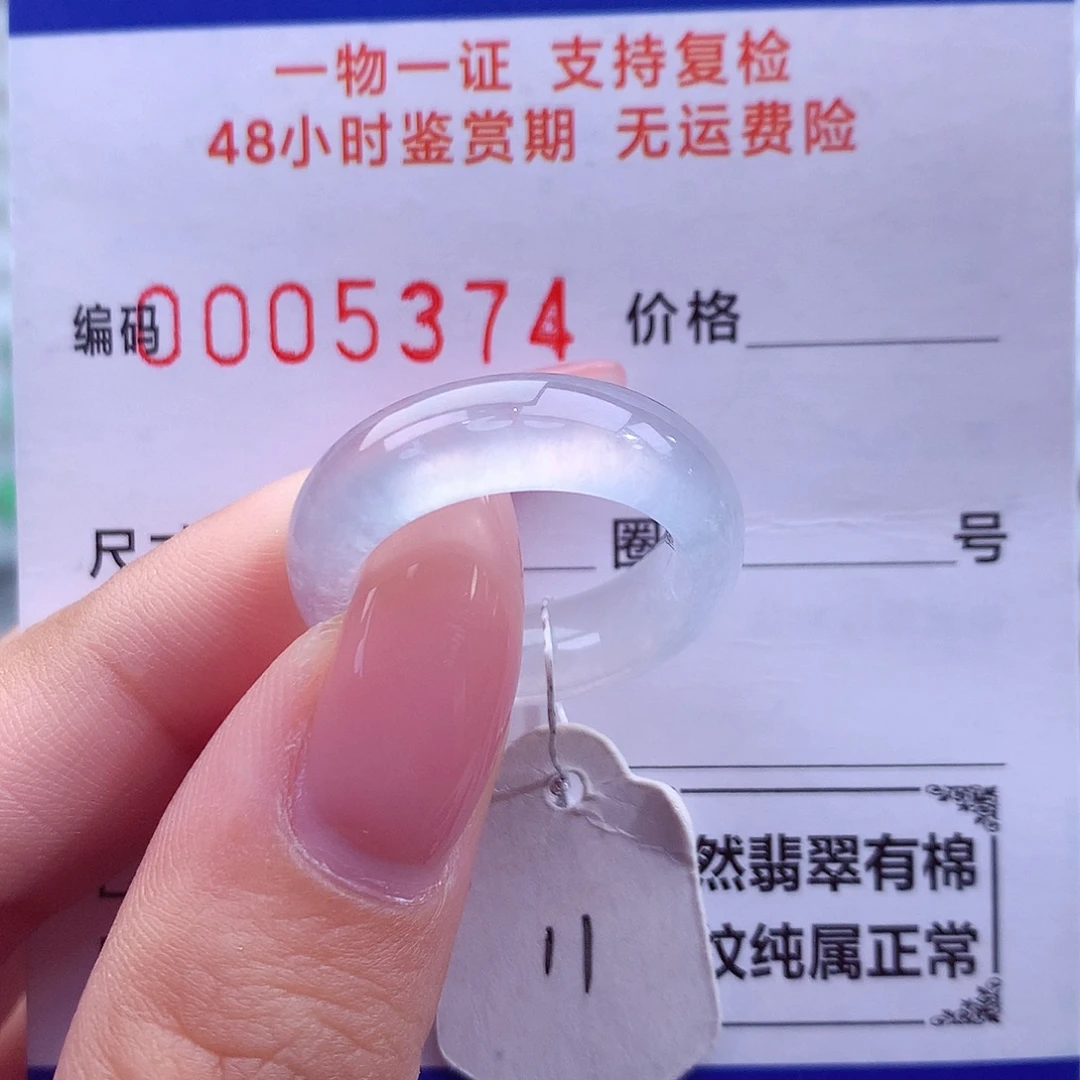 一物一证 支持复检
48小时鉴赏期 无运费险
编码0005374 价格
尺寸 圈 号
然翡翠有棉
纹纯属正常
11